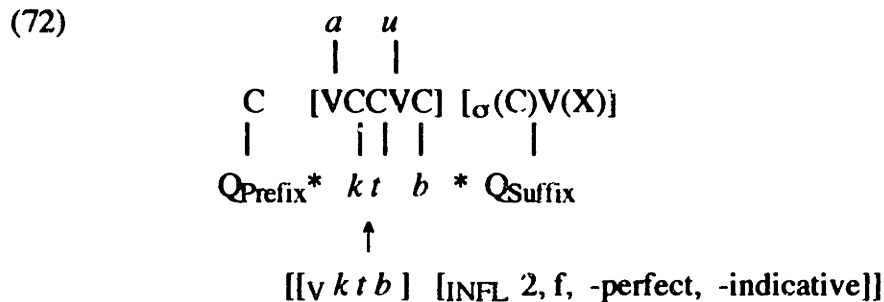 (72) a u
C [VCCVC] [σ(C)V(X)]
QPrefix* k t b * QSuffix
[[V k t b ] [INFL 2, f, -perfect, -indicative]]